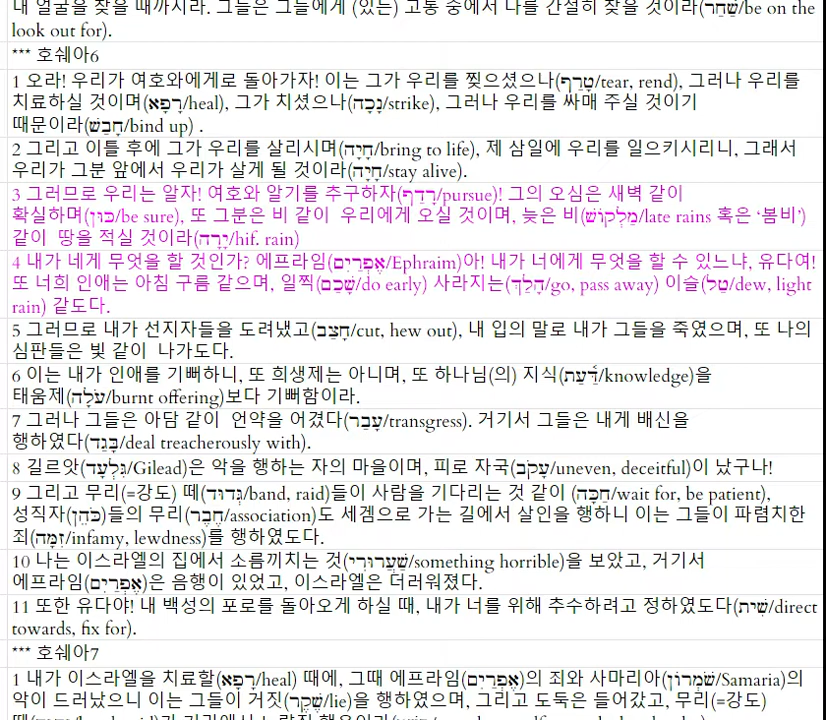 내 얼굴을 찾을 때까지라. 그들은 그들에게 (있는) 고통 중에서 나를 간절히 찾을 것이라(שָׁחַר/be on the
look out for).
*** 호쉐아6
1 오라! 우리가 여호와에게로 돌아가자! 이는 그가 우리를 찢으셨으나(טָרַף/tear, rend), 그러나 우리를
치료하실 것이며(רָפָא/heal), 그가 치셨으나(נָכָה/strike), 그러나 우리를 싸매 주실 것이기
때문이라(חָבַשׁ/bind up) .
2 그리고 이틀 후에 그가 우리를 살리시며(חָיָה/bring to life), 제 삼일에 우리를 일으키시리니, 그래서
우리가 그분 앞에서 우리가 살게 될 것이라(חָיָה/stay alive).
3 그러므로 우리는 알자! 여호와 알기를 추구하자(רָדַף/pursue)! 그의 오심은 새벽 같이
확실하며(כּוּן/be sure), 또 그분은 비 같이 우리에게 오실 것이며, 늦은 비(מַלְקוֹשׁ/late rains 혹은 ‘봄비’)
같이 땅을 적실 것이라(יָרָה/hif. rain)
4 내가 네게 무엇을 할 것인가? 에프라임(אֶפְרַיִם/Ephraim)아! 내가 너에게 무엇을 할 수 있느냐, 유다여!
또 너희 인애는 아침 구름 같으며, 일찍(שָׁכַם/do early) 사라지는(הָלַךְ/go, pass away) 이슬(טַל/dew, light
rain) 같도다.
5 그러므로 내가 선지자들을 도려냈고(חָצַב/cut, hew out), 내 입의 말로 내가 그들을 죽였으며, 또 나의
심판들은 빛 같이 나가도다.
6 이는 내가 인애를 기뻐하니, 또 희생제는 아니며, 또 하나님(의) 지식(דַּעַת/knowledge)을
태움제(עֹלָה/burnt offering)보다 기뻐함이라.
7 그러나 그들은 아담 같이 언약을 어겼다(עָבַר/transgress). 거기서 그들은 내게 배신을
행하였다(בָּגַד/deal treacherously with).
8 길르앗(גִּלְעָד/Gilead)은 악을 행하는 자의 마을이며, 피로 자국(עָקֹב/uneven, deceitful)이 났구나!
9 그리고 무리(=강도) 떼(גְּדוּד/band, raid)들이 사람을 기다리는 것 같이 (חָכָּה/wait for, be patient),
성직자(כֹּהֵן)들의 무리(חֶבֶר/association)도 세겜으로 가는 길에서 살인을 행하니 이는 그들이 파렴치한
죄(זִמָּה/infamy, lewdness)를 행하였도다.
10 나는 이스라엘의 집에서 소름끼치는 것(שַׁעֲרוּרִי/something horrible)을 보았고, 거기서
에프라임(אֶפְרַיִם)은 음행이 있었고, 이스라엘은 더러워졌다.
11 또한 유다야! 내 백성의 포로를 돌아오게 하실 때, 내가 너를 위해 추수하려고 정하였도다(שִׁית/direct
towards, fix for).
*** 호쉐아7
1 내가 이스라엘을 치료할(רָפָא/heal) 때에, 그때 에프라임(אֶפְרַיִם)의 죄와 사마리아(שֹׁמְרוֹן/Samaria)의
악이 드러났으니 이는 그들이 거짓(שֶׁקֶר/lie)을 행하였으며, 그리고 도둑은 들어갔고, 무리(=강도)